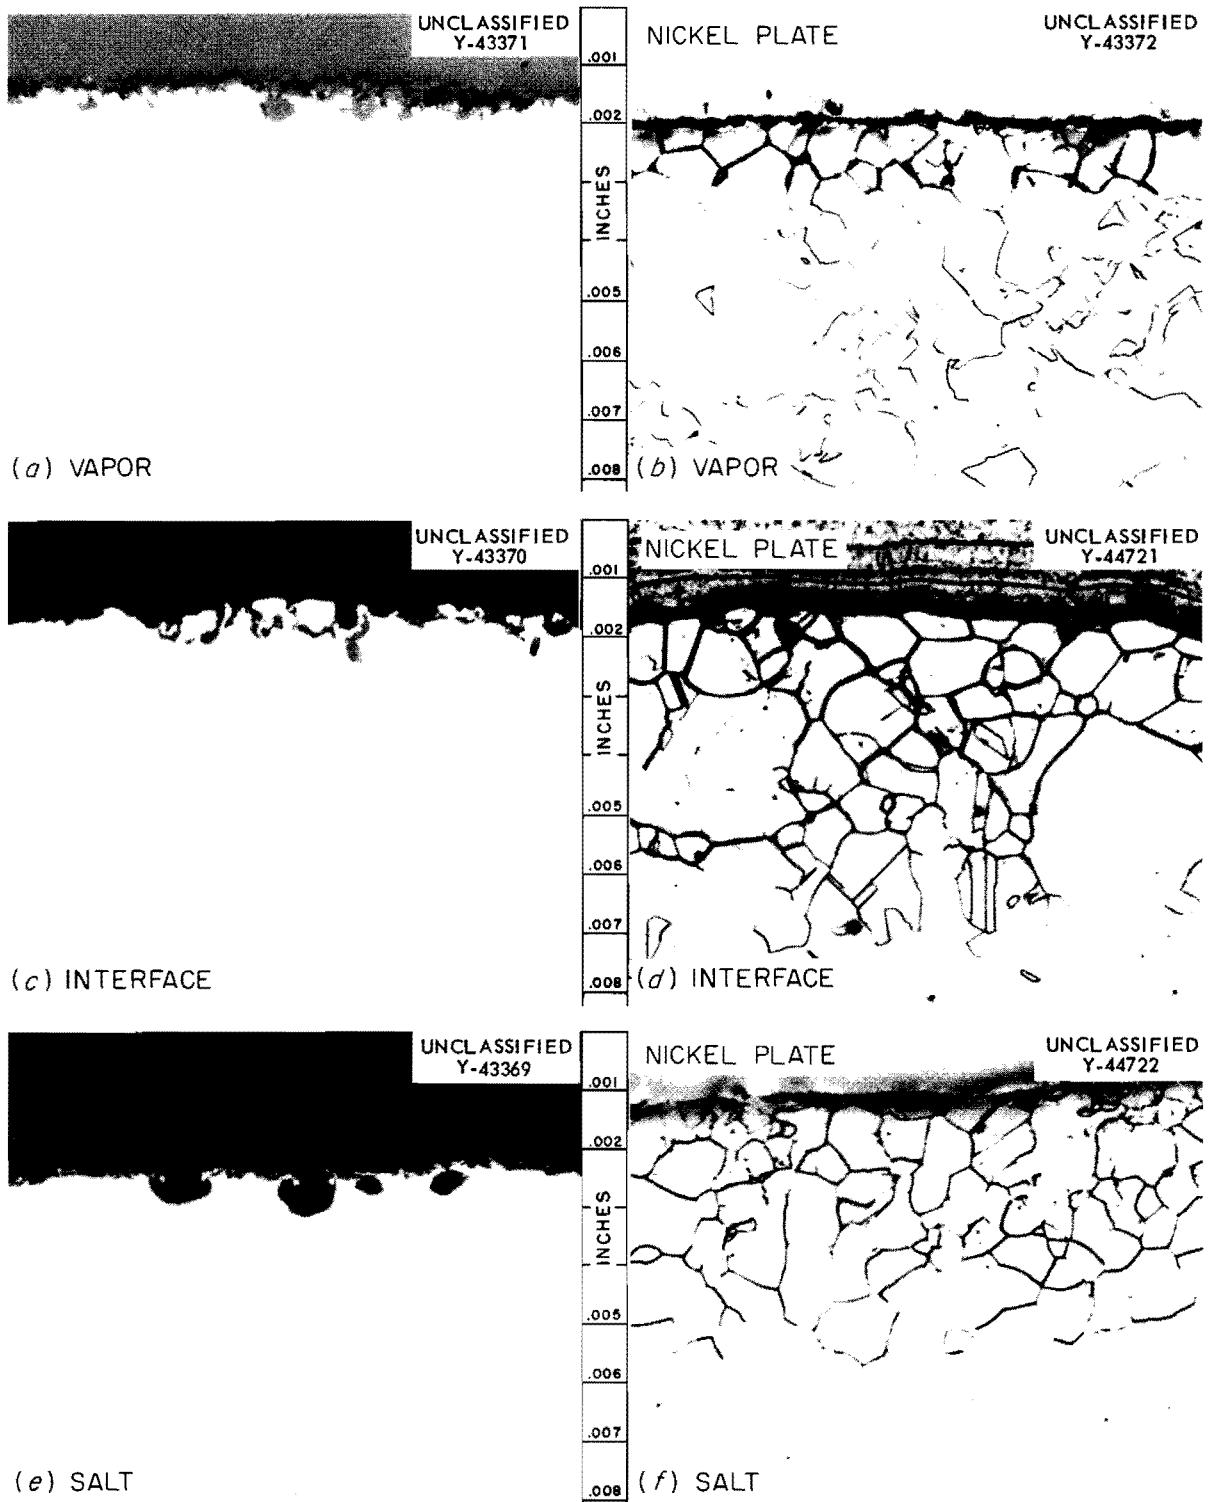 UNCLASSIFIED
Y-43371
(a) VAPOR
.001
.002
INCHES
.005
.006
.007
.008
NICKEL PLATE
UNCLASSIFIED
Y-43372
(b) VAPOR
UNCLASSIFIED
Y-43370
(c) INTERFACE
.001
.002
INCHES
.005
.006
.007
.008
NICKEL PLATE
UNCLASSIFIED
Y-44721
(d) INTERFACE
UNCLASSIFIED
Y-43369
(e) SALT
.001
.002
INCHES
.005
.006
.007
.008
NICKEL PLATE
UNCLASSIFIED
Y-44722
(f) SALT